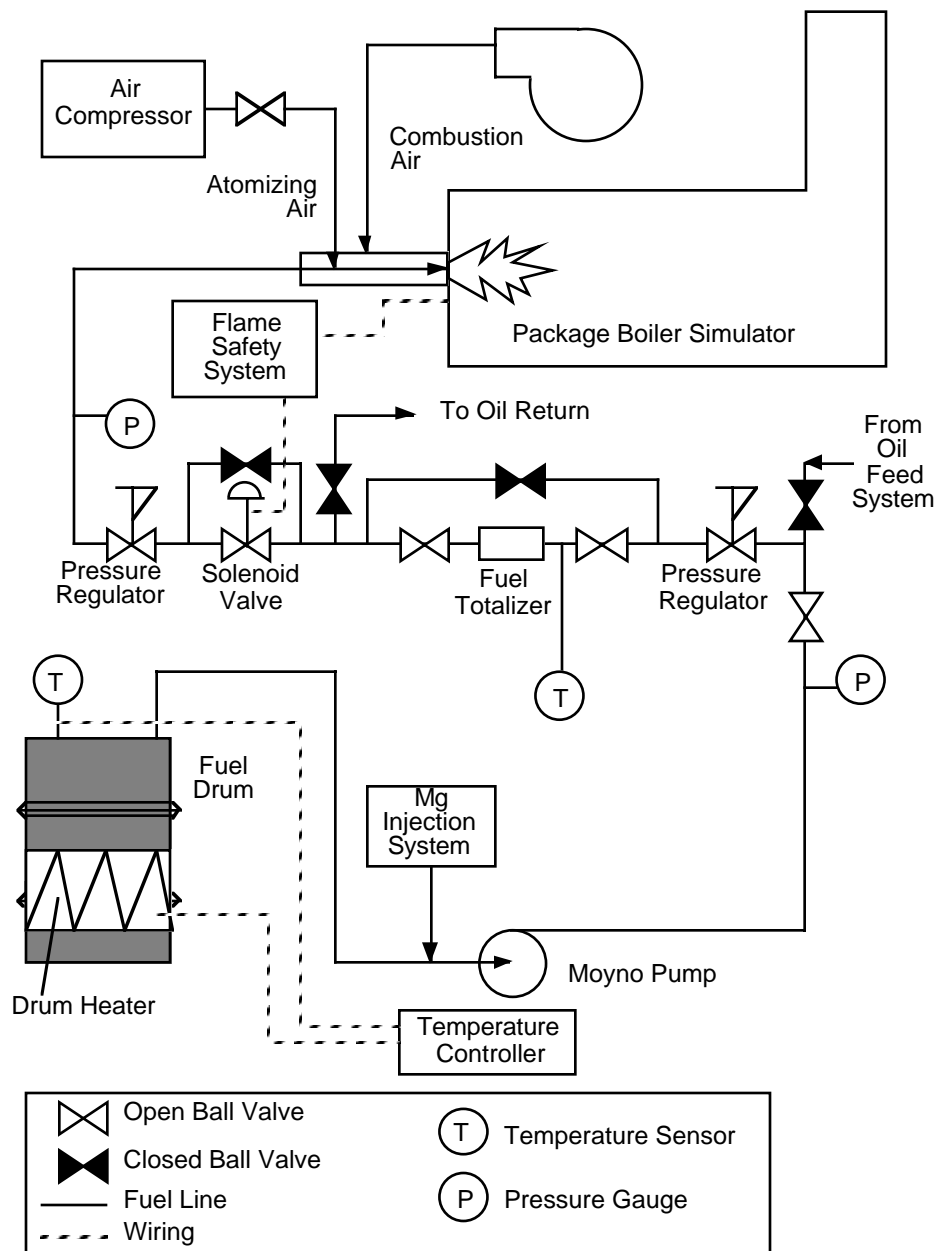 Air
Compressor
Combustion
Air
Atomizing
Air
Flame
Safety
System
Package Boiler Simulator
P
To Oil Return
From
Oil
Feed
System
Pressure
Regulator
Solenoid
Valve
Fuel
Totalizer
Pressure
Regulator
T
T
P
Fuel
Drum
Mg
Injection
System
Drum Heater
Moyno Pump
Temperature
Controller
Open Ball Valve
Closed Ball Valve
Fuel Line
Wiring
T
Temperature Sensor
P
Pressure Gauge